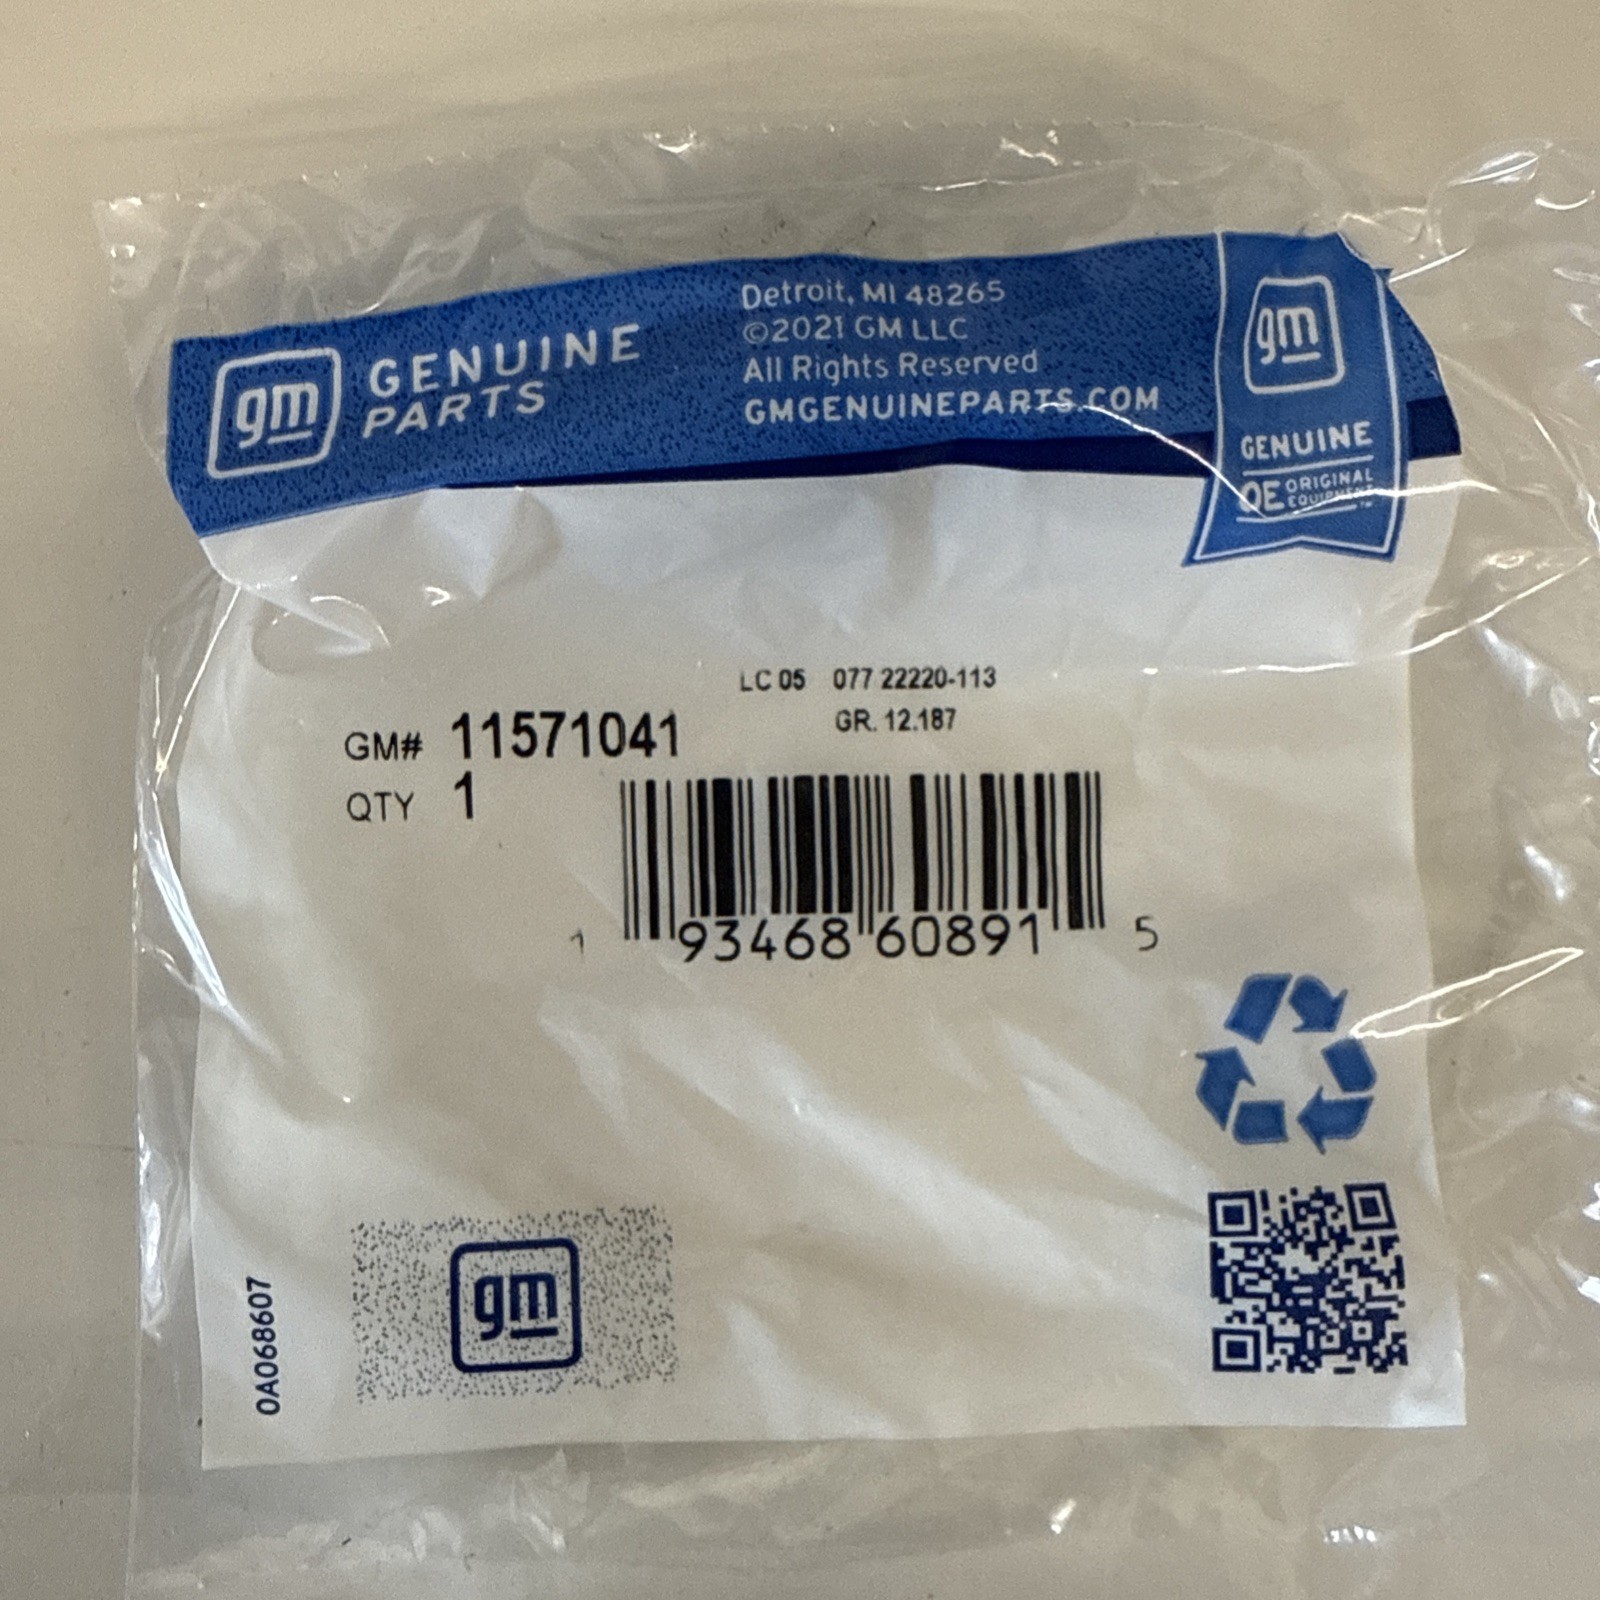 gm GENUINE
PARTS
Detroit, MI 48265
©2021 GM LLC
All Rights Reserved
GMGENUINEPARTS.COM
gm
GENUINE
OE ORIGINAL
EQUIPMENT
LC 05 077 22220-113
GR. 12.187
GM# 11571041
QTY 1
1 93468 60891 5
0A068607
gm